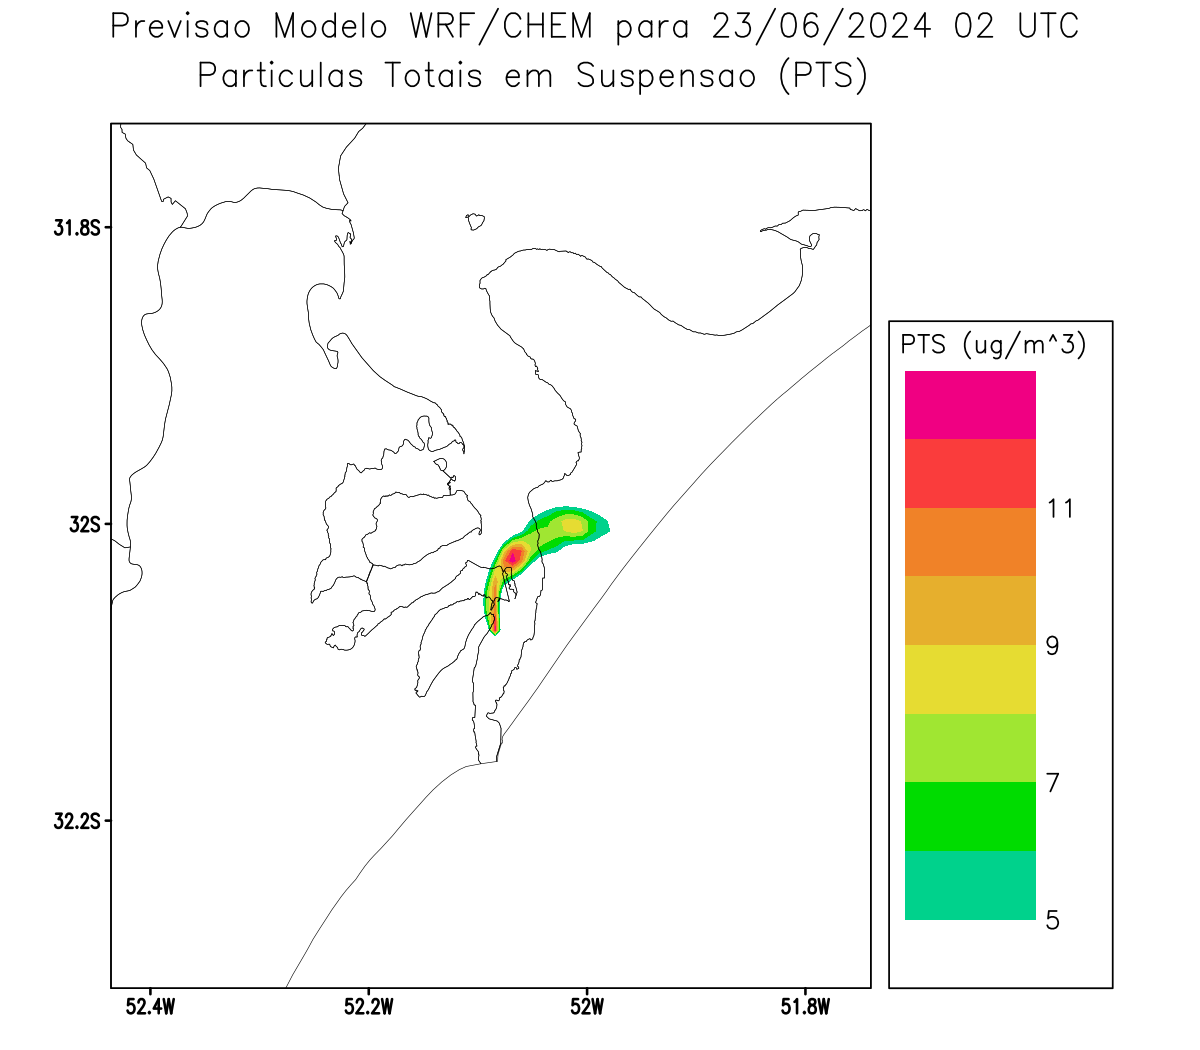 Previsao Modelo WRF/CHEM para 23/06/2024 02 UTC
Particulas Totais em Suspensao (PTS)
31.8S
32S
32.2S
52.4W
52.2W
52W
51.8W
PTS (ug/m^3)
11
9
7
5